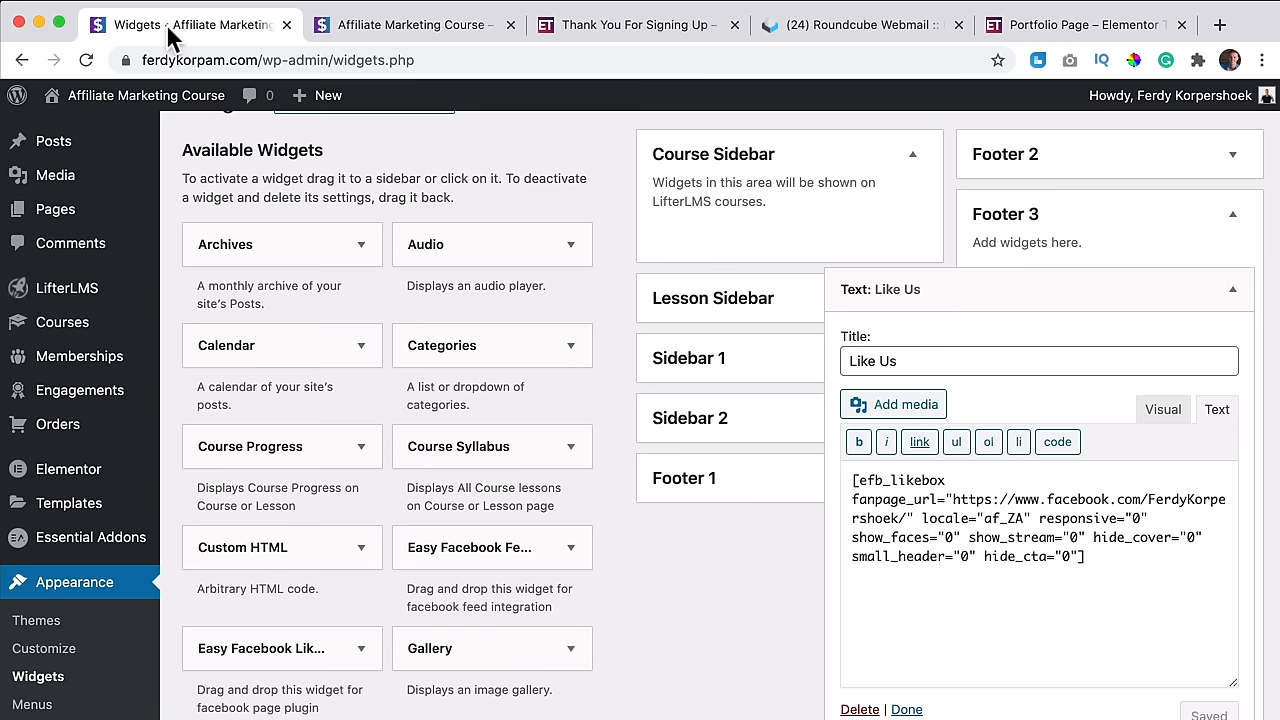 Widgets ‹ Affiliate Marketing
Affiliate Marketing Course –
ET Thank You For Signing Up –
(24) Roundcube Webmail ::
ET Portfolio Page – Elementor T
ferdykorpam.com/wp-admin/widgets.php
IQ
Affiliate Marketing Course
0
New
Howdy, Ferdy Korpershoek
Posts
Media
Pages
Comments
LifterLMS
Courses
Memberships
Engagements
Orders
Elementor
Templates
Essential Addons
Appearance
Themes
Customize
Widgets
Menus
Available Widgets
To activate a widget drag it to a sidebar or click on it. To deactivate
a widget and delete its settings, drag it back.
Archives
A monthly archive of your
site's Posts.
Audio
Displays an audio player.
Calendar
A calendar of your site's
posts.
Categories
A list or dropdown of
categories.
Course Progress
Displays Course Progress on
Course or Lesson
Course Syllabus
Displays All Course lessons
on Course or Lesson page
Custom HTML
Arbitrary HTML code.
Easy Facebook Fe...
Drag and drop this widget for
facebook feed integration
Easy Facebook Lik...
Drag and drop this widget for
facebook page plugin
Gallery
Displays an image gallery.
Course Sidebar
Widgets in this area will be shown on
LifterLMS courses.
Lesson Sidebar
Sidebar 1
Sidebar 2
Footer 1
Footer 2
Footer 3
Add widgets here.
Text: Like Us
Title:
Like Us
Add media
Visual
Text
b
i
link
ul
ol
li
code
[efb_likebox
fanpage_url="https://www.facebook.com/FerdyKorpe
rshoek/" locale="af_ZA" responsive="0"
show_faces="0" show_stream="0" hide_cover="0"
small_header="0" hide_cta="0"]
Delete | Done
Saved